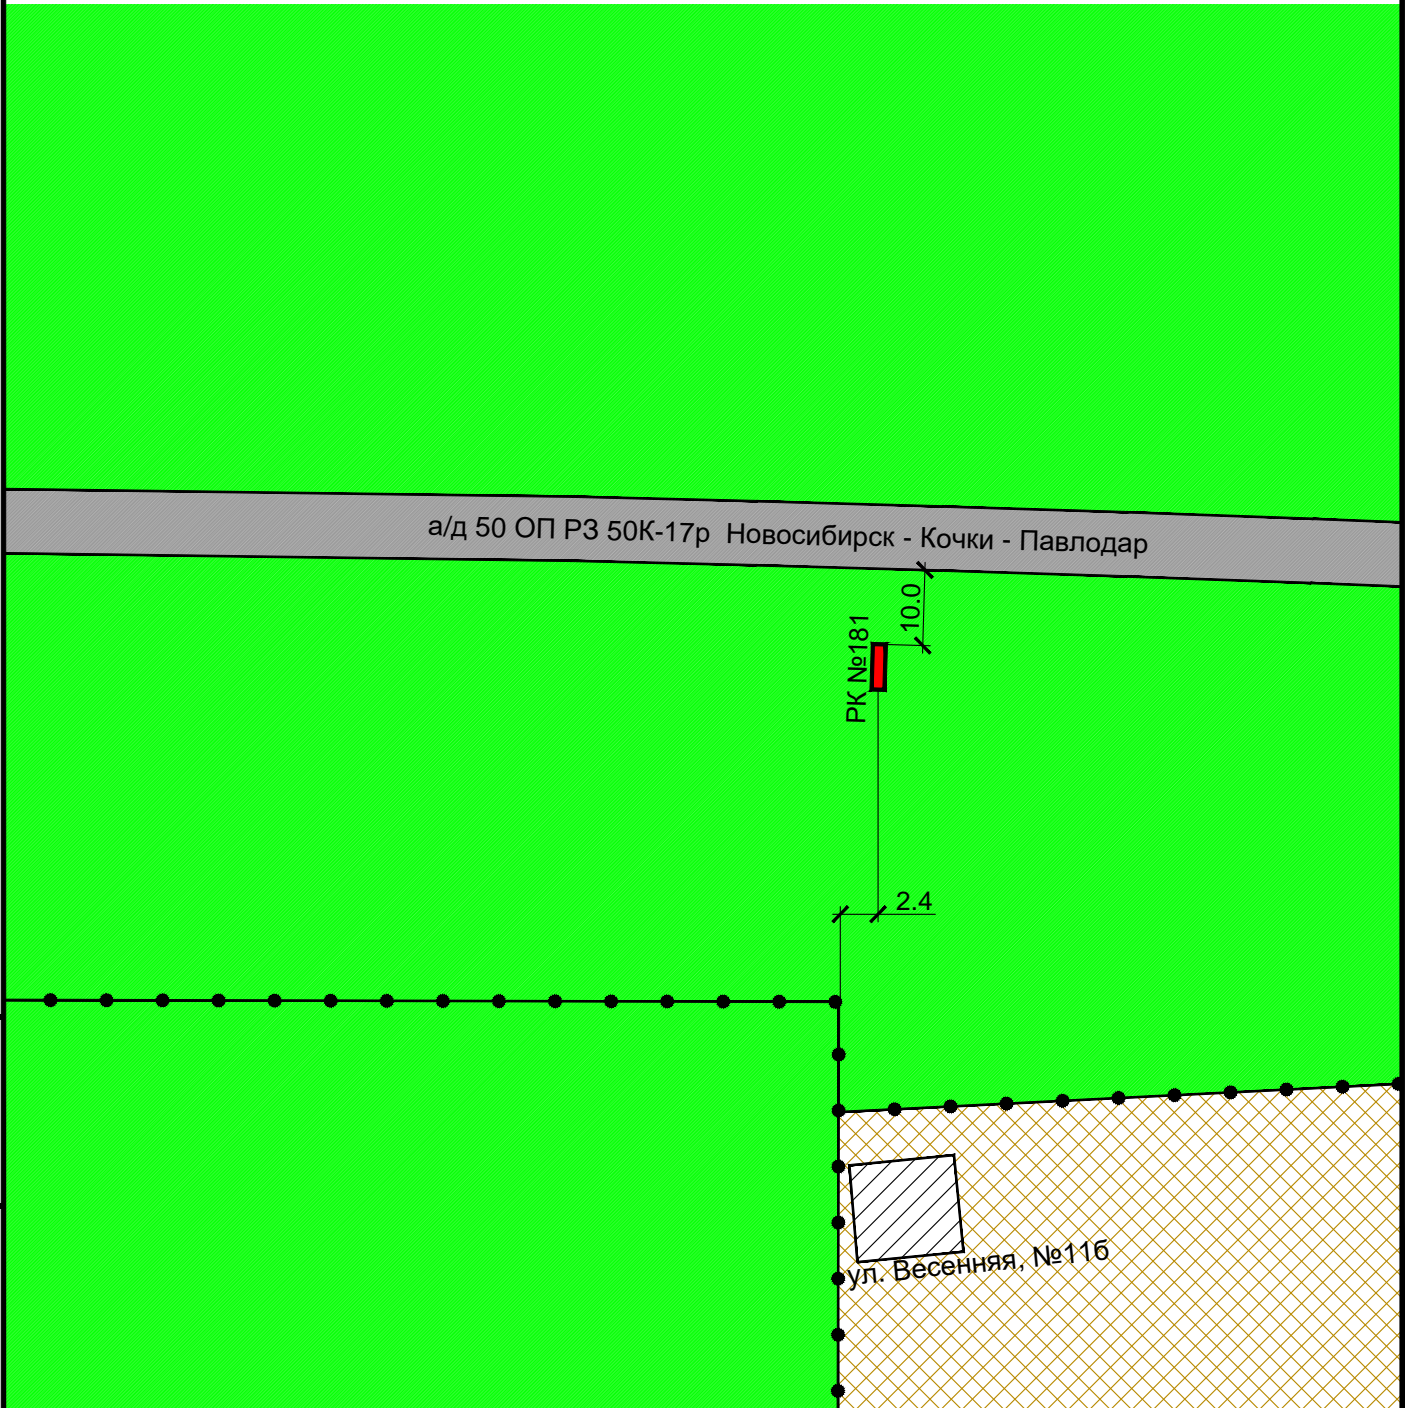 а/д 50 ОП РЗ 50К-17р Новосибирск - Кочки - Павлодар
10.0
РК №181
2.4
ул. Весенняя, №11б